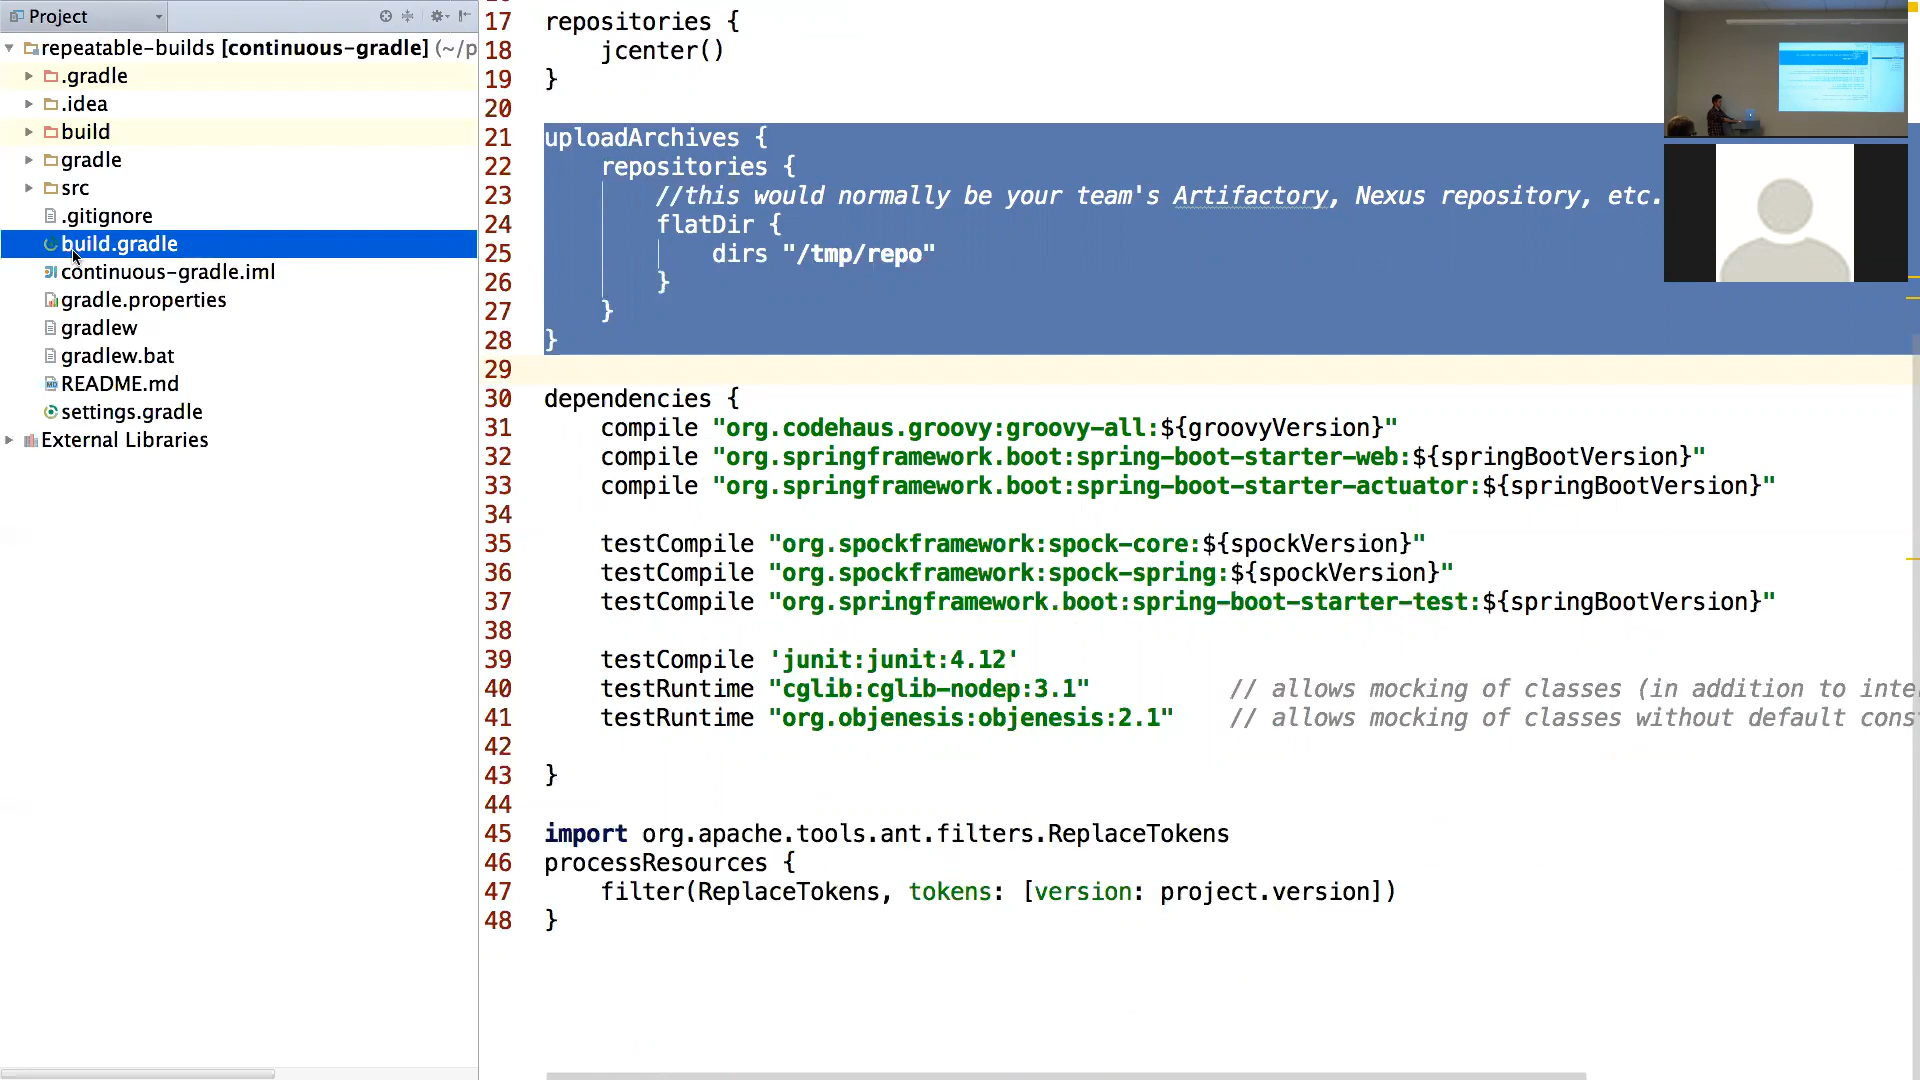 Project
repeatable-builds [continuous-gradle] (~/p
.gradle
.idea
build
gradle
src
.gitignore
build.gradle
continuous-gradle.iml
gradle.properties
gradlew
gradlew.bat
README.md
settings.gradle
External Libraries
17 repositories {
18 jcenter()
19 }
20
21 uploadArchives {
22 repositories {
23 //this would normally be your team's Artifactory, Nexus repository, etc.
24 flatDir {
25 dirs "/tmp/repo"
26 }
27 }
28 }
29
30 dependencies {
31 compile "org.codehaus.groovy:groovy-all:${groovyVersion}"
32 compile "org.springframework.boot:spring-boot-starter-web:${springBootVersion}"
33 compile "org.springframework.boot:spring-boot-starter-actuator:${springBootVersion}"
34
35 testCompile "org.spockframework:spock-core:${spockVersion}"
36 testCompile "org.spockframework:spock-spring:${spockVersion}"
37 testCompile "org.springframework.boot:spring-boot-starter-test:${springBootVersion}"
38
39 testCompile 'junit:junit:4.12'
40 testRuntime "cglib:cglib-nodep:3.1" // allows mocking of classes (in addition to inte
41 testRuntime "org.objenesis:objenesis:2.1" // allows mocking of classes without default cons
42
43 }
44
45 import org.apache.tools.ant.filters.ReplaceTokens
46 processResources {
47 filter(ReplaceTokens, tokens: [version: project.version])
48 }